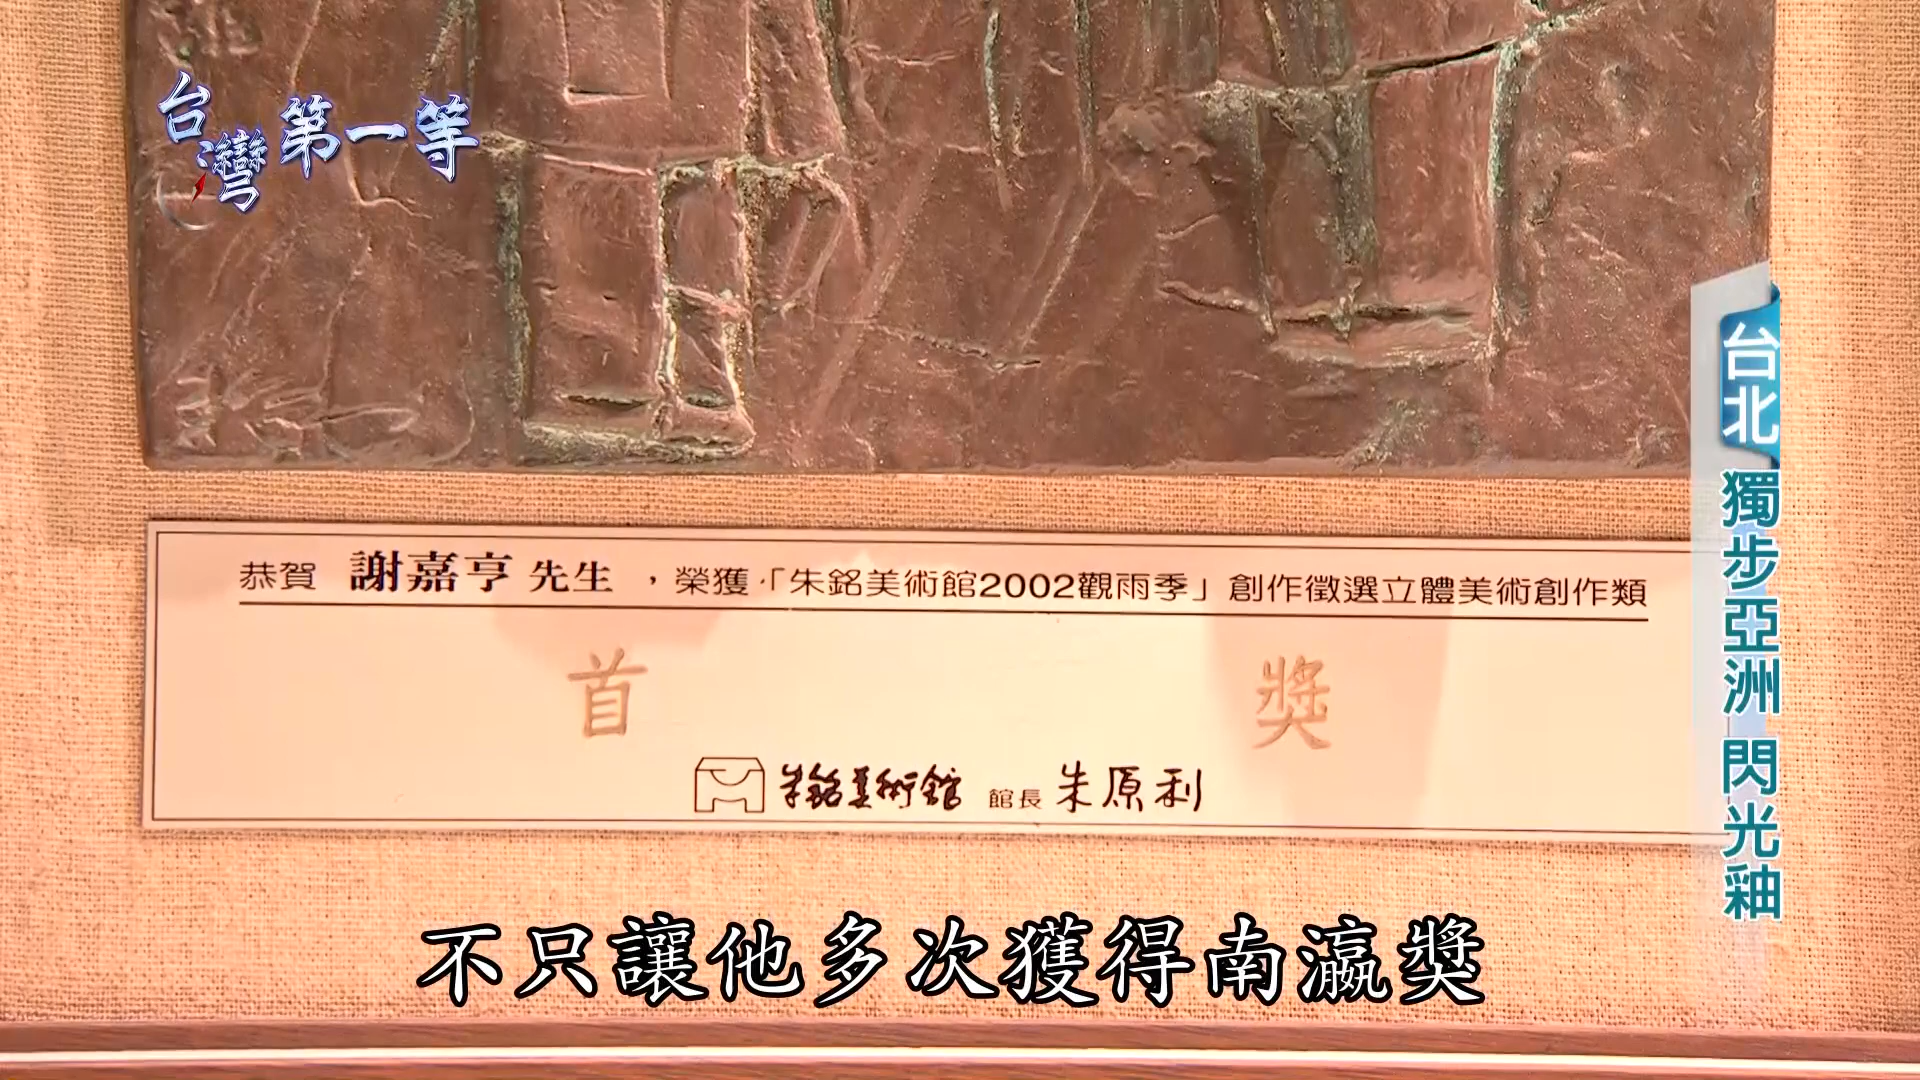 台灣第一等
台北 獨步亞洲 閃光釉
恭賀 謝嘉亨 先生 ，榮獲「朱銘美術館2002觀雨季」創作徵選立體美術創作類
首 獎
朱銘美術館 館長 朱原利
不只讓他多次獲得南瀛獎